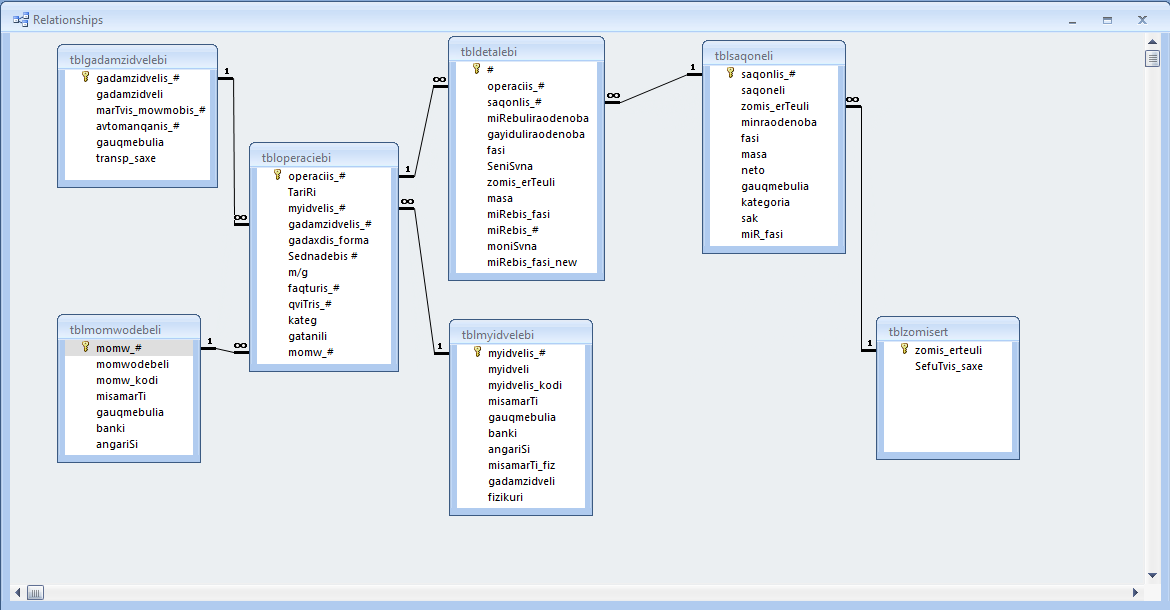 Relationships
tblgadamzidvelebi
gadamzidvelis_#
gadamzidveli
marTvis_mowmobis_#
avtomanqanis_#
gauqmebulia
transp_saxe
tbloperaciebi
operaciis_#
TariRi
myidvelis_#
gadamzidvelis_#
gadaxdis_forma
Sednadebis #
m/g
faqturis_#
qviTris_#
kateg
gatanili
momw_#
tblmomwodebeli
momw_#
momwodebeli
momw_kodi
misamarTi
gauqmebulia
banki
angariSi
tbldetalebi
#
operaciis_#
saqonlis_#
miRebuliraodenoba
gayiduliraodenoba
fasi
SeniSvna
zomis_erTeuli
masa
miRebis_fasi
miRebis_#
moniSvna
miRebis_fasi_new
tblmyidvelebi
myidvelis_#
myidveli
myidvelis_kodi
misamarTi
gauqmebulia
banki
angariSi
misamarTi_fiz
gadamzidveli
fizikuri
tblsaqoneli
saqonlis_#
saqoneli
zomis_erTeuli
minraodenoba
fasi
masa
neto
gauqmebulia
kategoria
sak
miR_fasi
tblzomisert
zomis_erteuli
SefuTvis_saxe
1
∞
1
∞
1
∞
∞
1
1
∞
1
∞